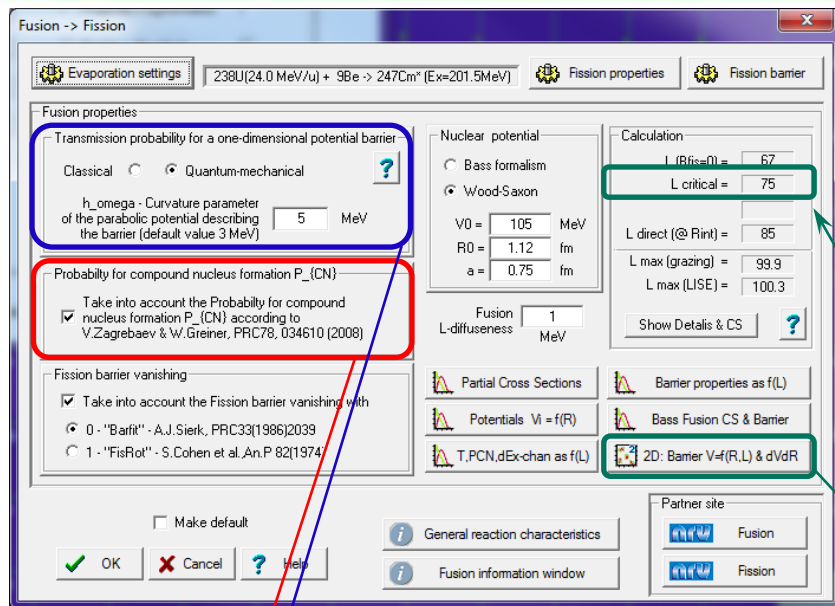 Fusion -> Fission
Evaporation settings
238U(24.0 MeV/u) + 9Be -> 247Cm* (Ex=201.5MeV)
Fission properties
Fission barrier
Fusion properties
Transmission probability for a one-dimensional potential barrier
Classical
Quantum-mechanical
?
h_omega - Curvature parameter
of the parabolic potential describing
the barrier (default value 3 MeV)
5 MeV
Probabilty for compound nucleus formation P_{CN}
Take into account the Probabilty for compound
nucleus formation P_{CN} according to
V.Zagrebaev & W.Greiner, PRC78, 034610 (2008)
Fission barrier vanishing
Take into account the Fission barrier vanishing with
0 - "Barfit" - A.J.Sierk, PRC33(1986)2039
1 - "FisRot" - S.Cohen et al.,An.P 82(1974)
Nuclear potential
Bass formalism
Wood-Saxon
V0 = 105 MeV
R0 = 1.12 fm
a = 0.75 fm
Fusion
L-diffuseness
1
MeV
Calculation
L (Bfis=0) = 67
L critical = 75
L direct (@ Rint) = 85
L max (grazing) = 99.9
L max (LISE) = 100.3
Show Detalis & CS
?
Partial Cross Sections
Barrier properties as f(L)
Potentials Vi = f(R)
Bass Fusion CS & Barrier
T,PCN,dEx-chan as f(L)
2D: Barrier V=f(R,L) & dVdR
Make default
OK
Cancel
? Help
General reaction characteristics
Fusion information window
Partner site
nrv Fusion
nrv Fission